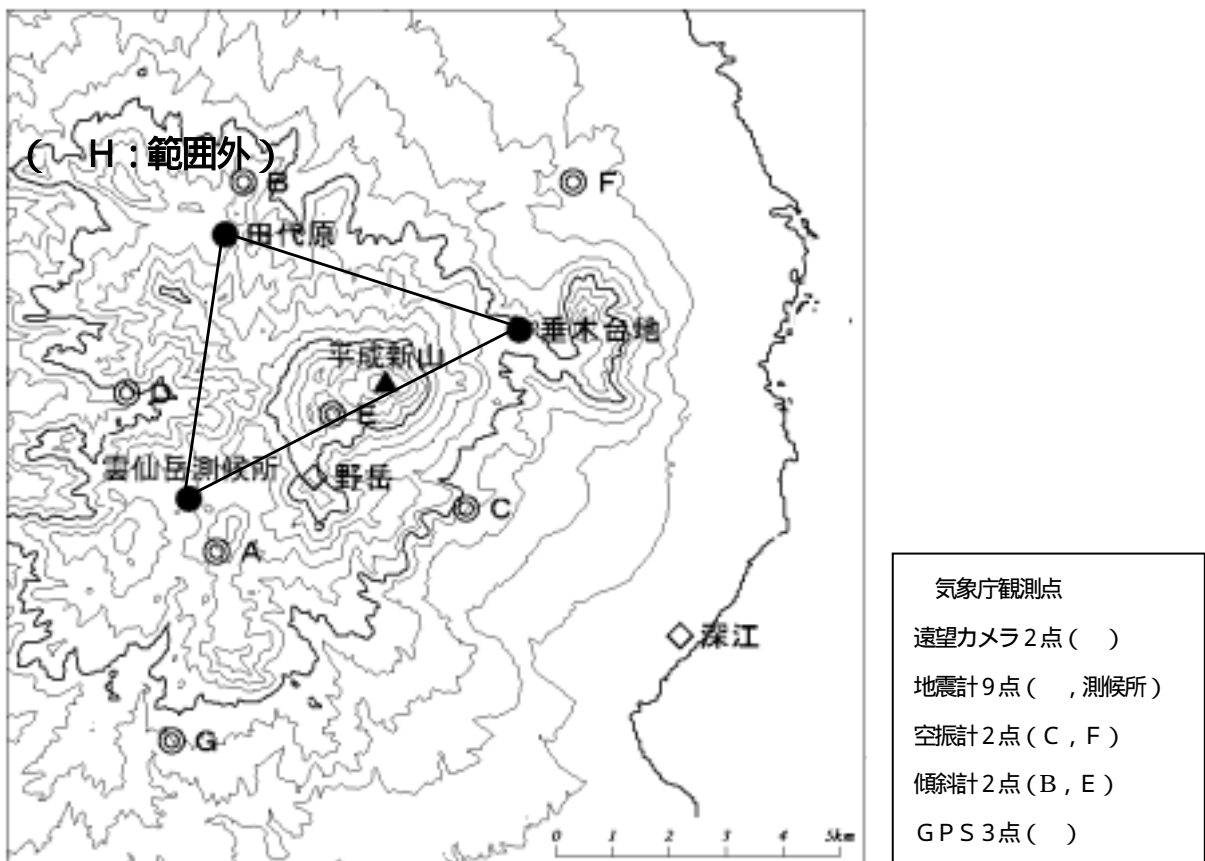 ( H:範囲外)
B
F
田代原
垂木台地
平成新山
D
E
雲仙岳測候所
野岳
C
A
深江
G
0 1 2 3 4 5km
気象庁観測点
遠望カメラ2点( )
地震計9点( ,測候所)
空振計2点(C,F)
傾斜計2点(B,E)
GPS3点( )